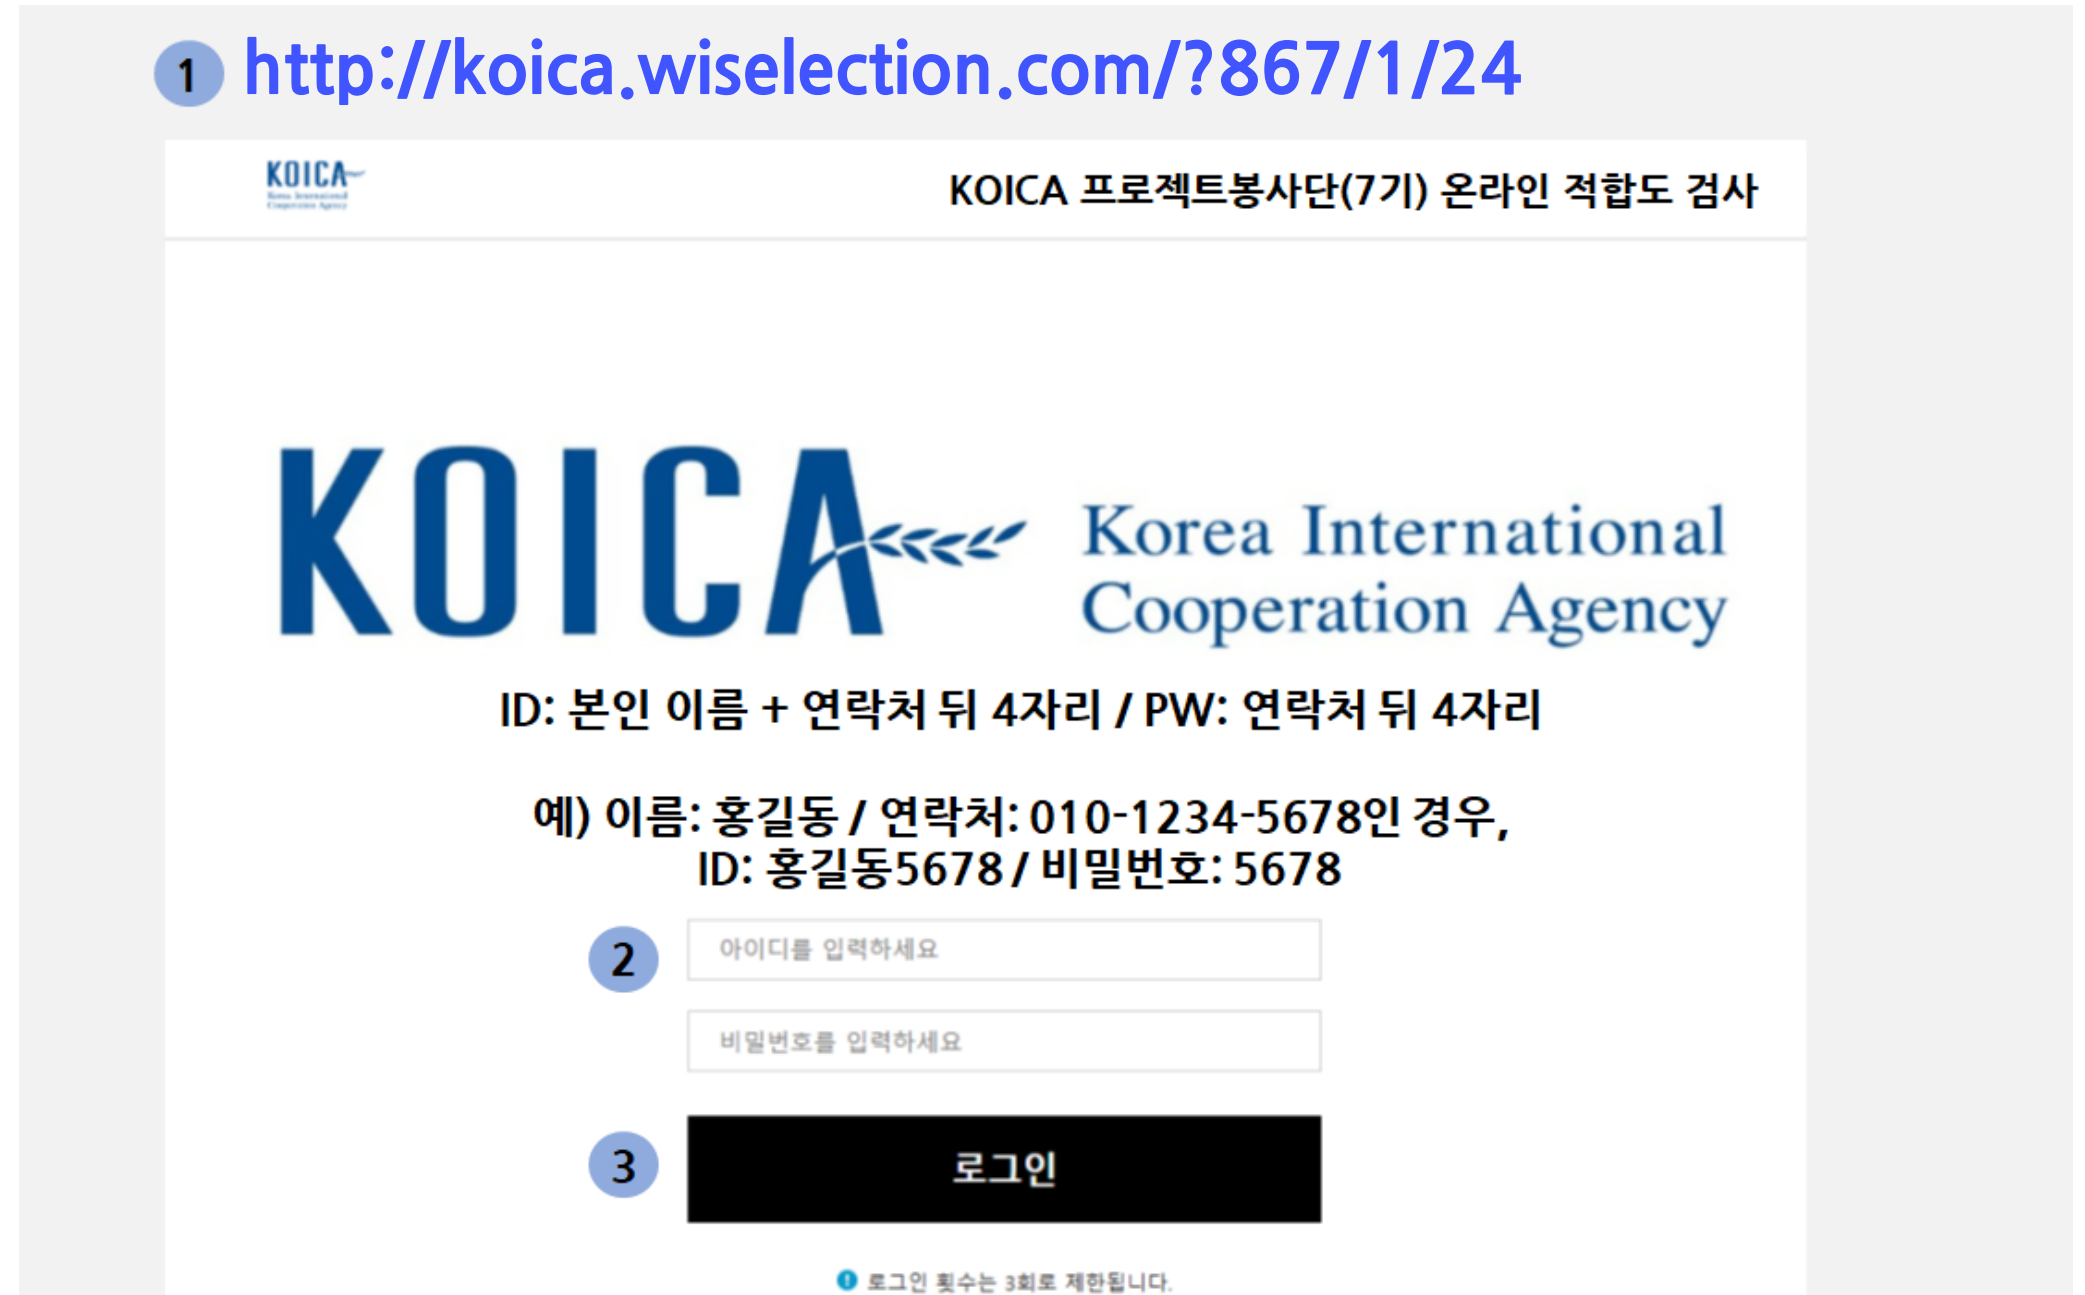 1 http://koica.wiselection.com/?867/1/24
KOICA
Korea International
Cooperation Agency
KOICA 프로젝트봉사단(7기) 온라인 적합도 검사
KOICA
Korea International
Cooperation Agency
ID: 본인 이름 + 연락처 뒤 4자리 / PW: 연락처 뒤 4자리
예) 이름: 홍길동 / 연락처: 010-1234-5678인 경우,
ID: 홍길동5678 / 비밀번호: 5678
2 아이디를 입력하세요
비밀번호를 입력하세요
3 로그인
! 로그인 횟수는 3회로 제한됩니다.